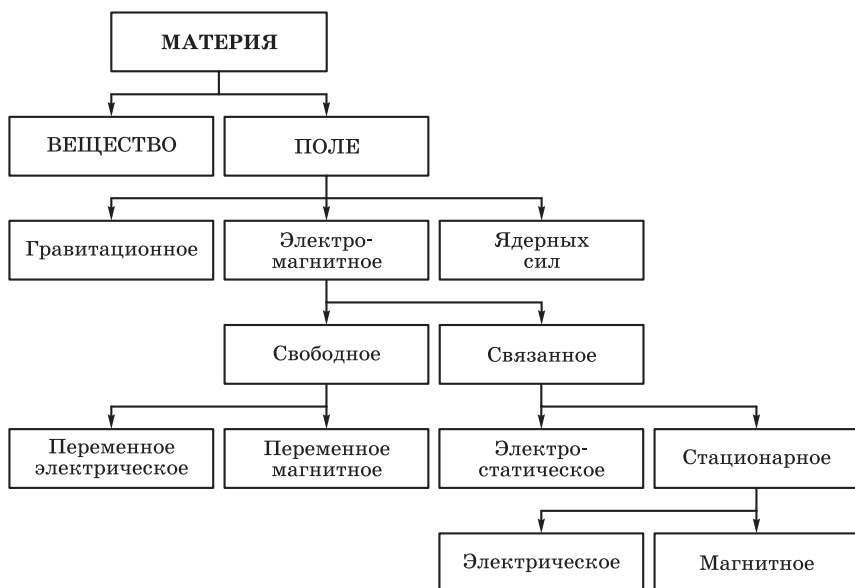 МАТЕРИЯ
ВЕЩЕСТВО
ПОЛЕ
Гравитационное
Электро-
магнитное
Ядерных
сил
Свободное
Связанное
Переменное
электрическое
Переменное
магнитное
Электро-
статическое
Стационарное
Электрическое
Магнитное